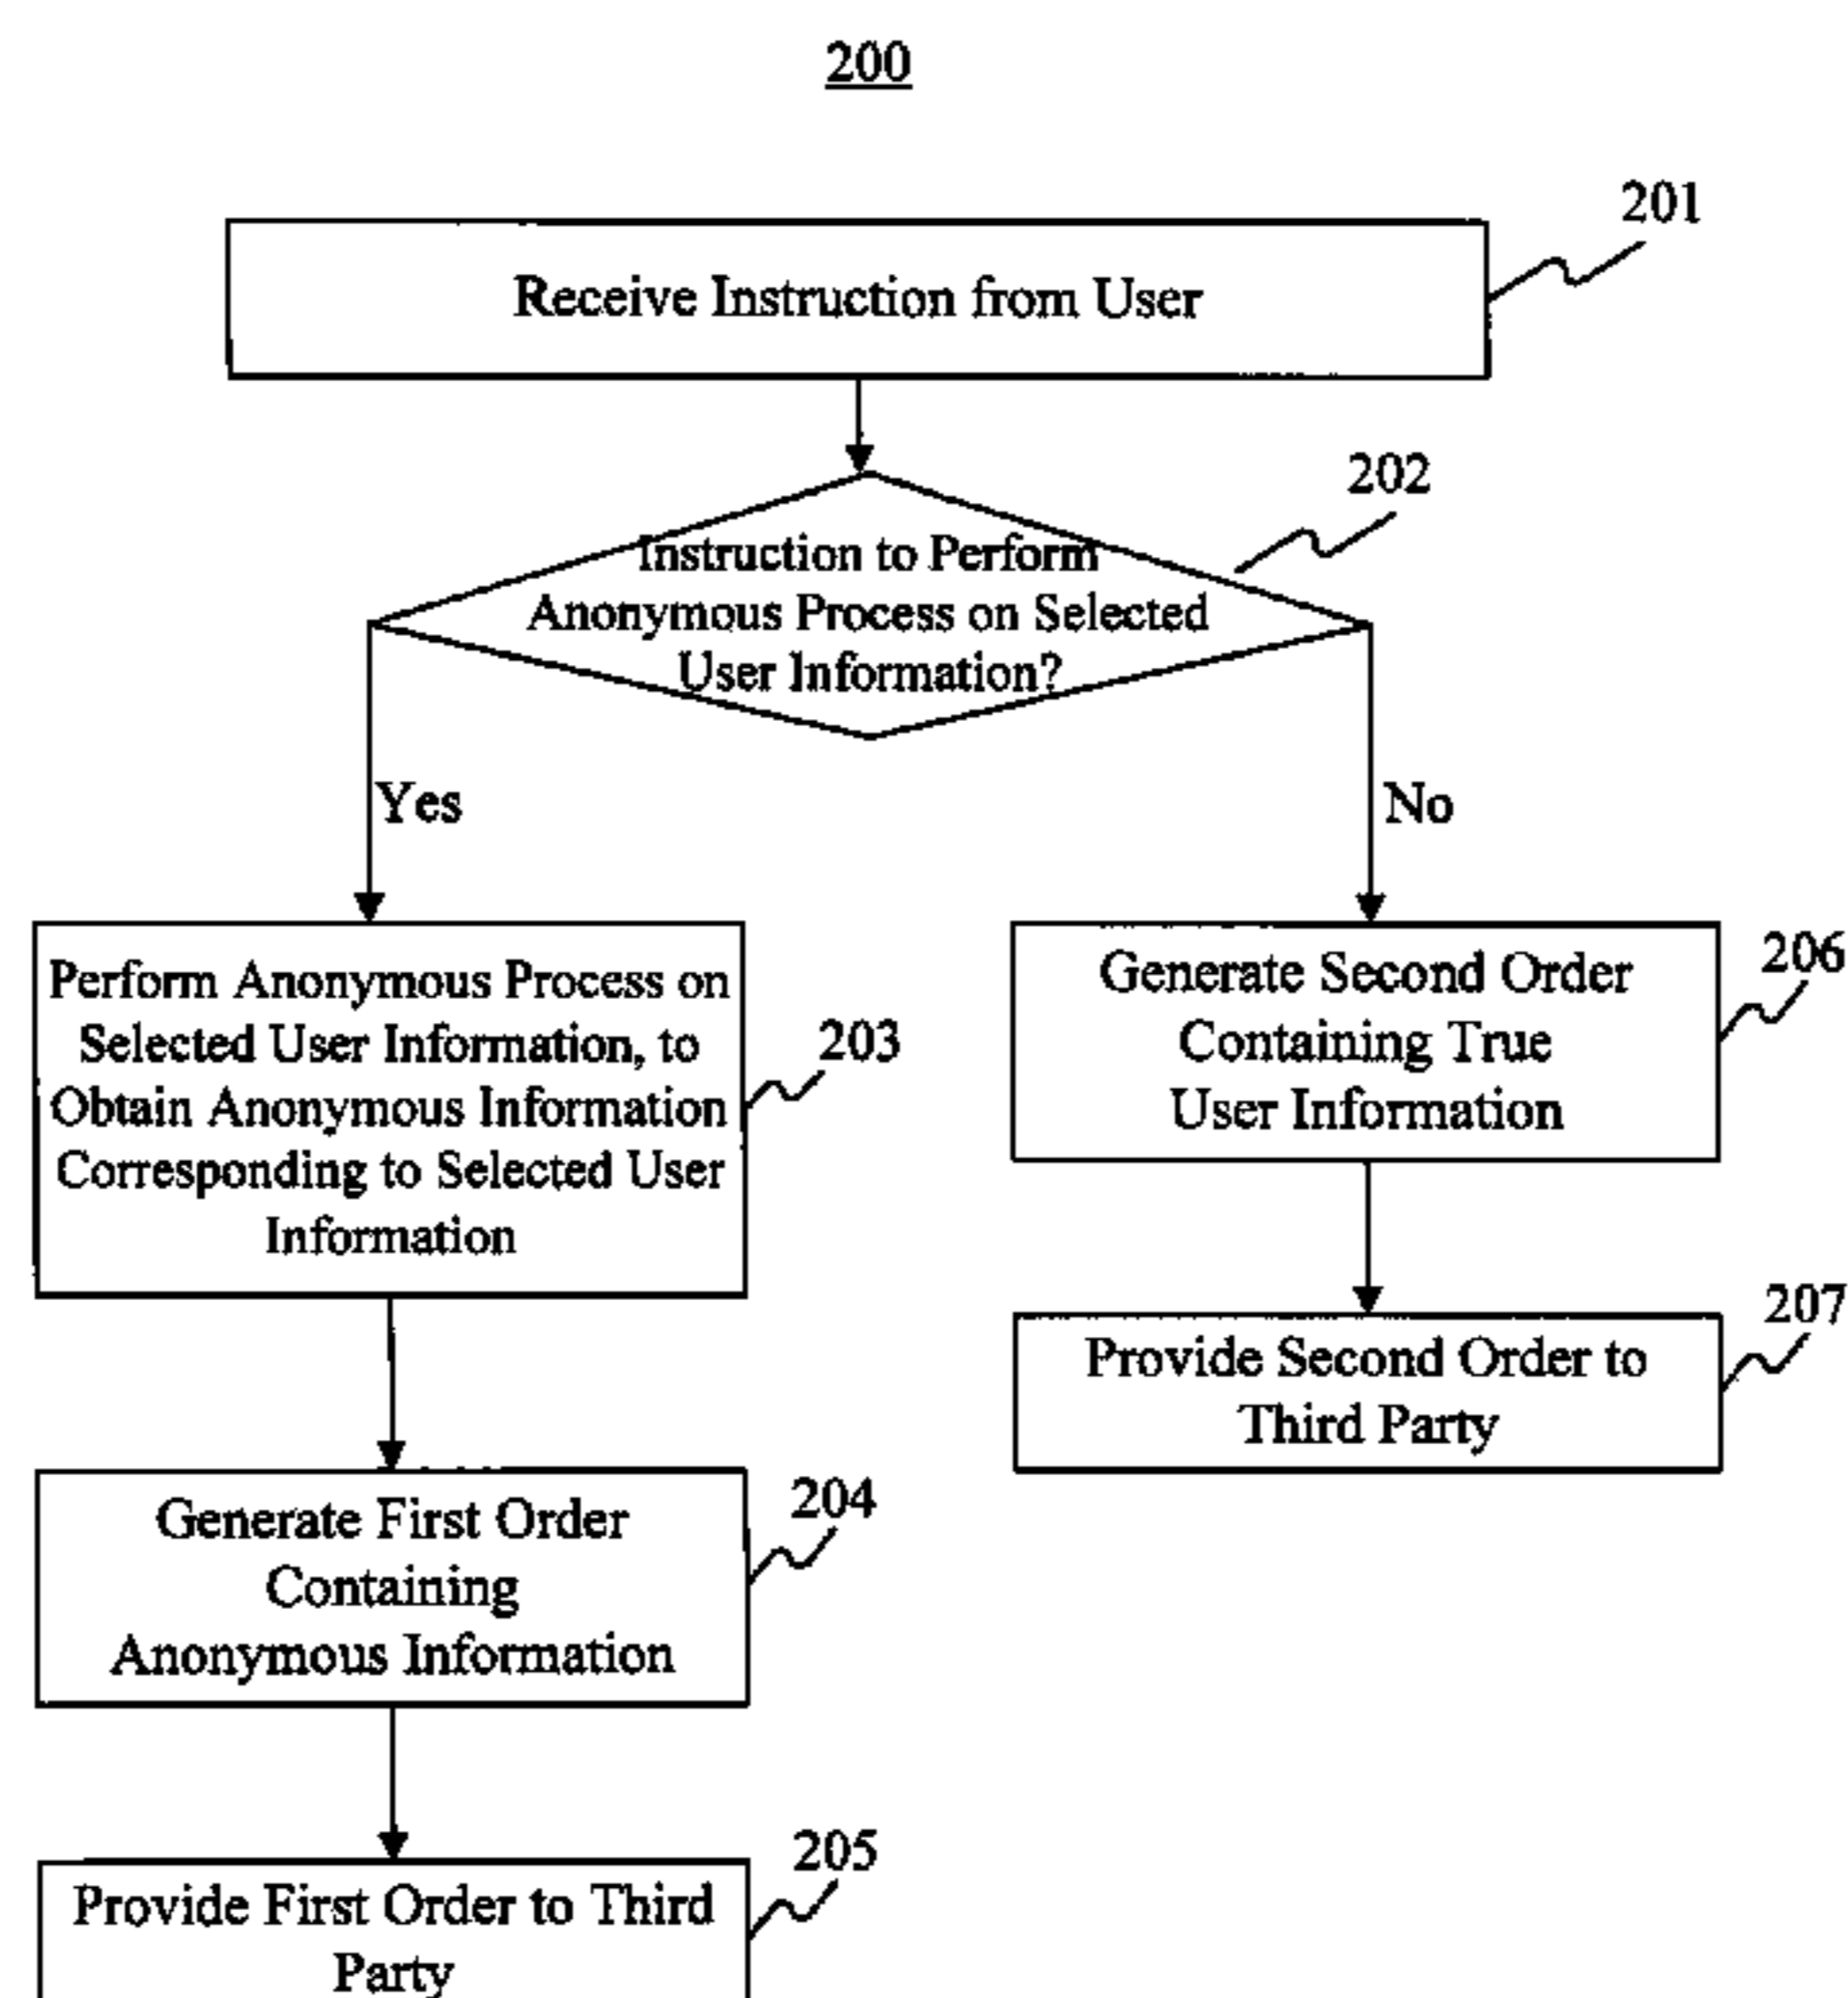 200
201
Receive Instruction from User
202
Instruction to Perform
Anonymous Process on Selected
User Information?
Yes
No
Perform Anonymous Process on
Selected User Information, to
Obtain Anonymous Information
Corresponding to Selected User
Information
203
Generate Second Order
Containing True
User Information
206
Provide Second Order to
Third Party
207
Generate First Order
Containing
Anonymous Information
204
Provide First Order to Third
Party
205